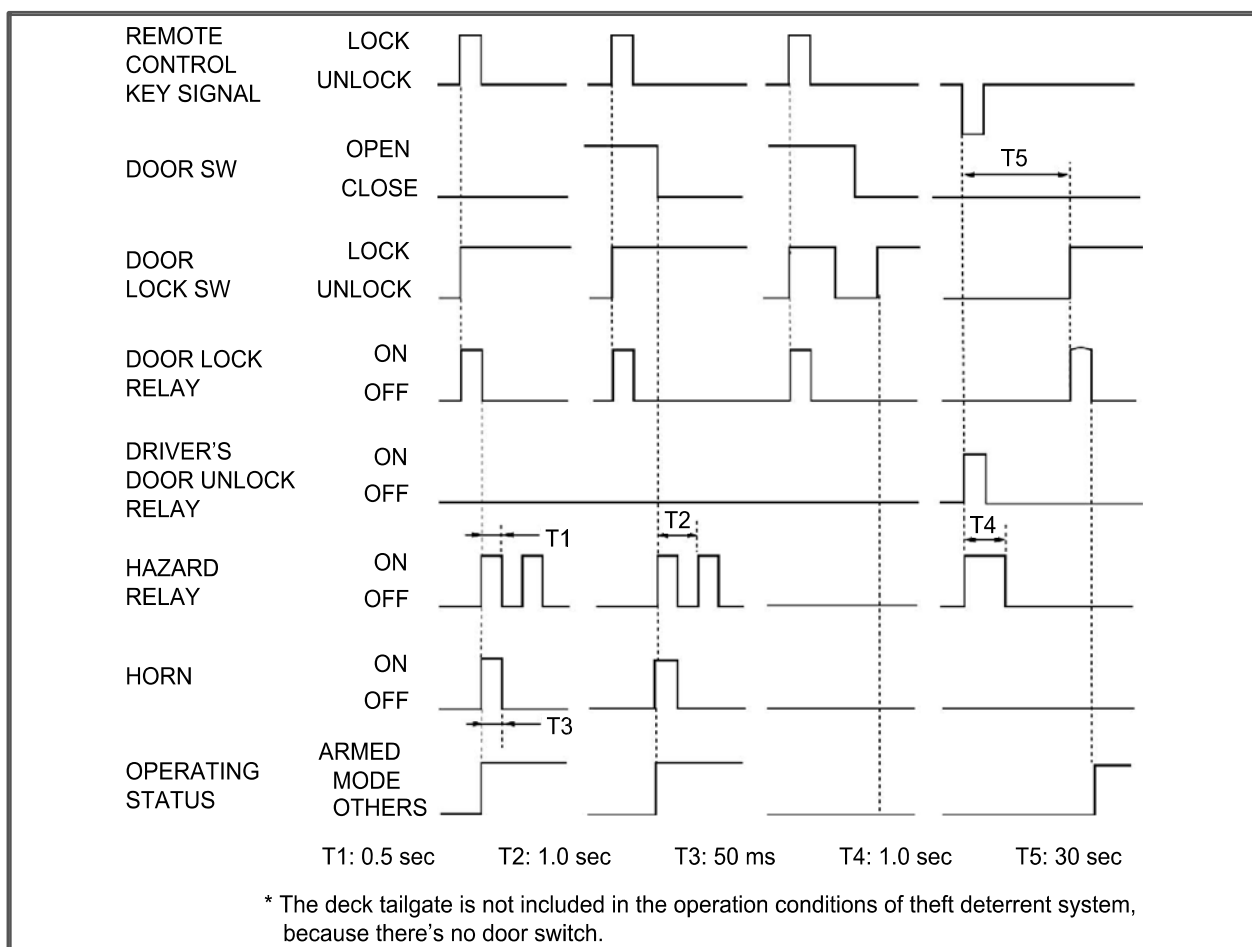 REMOTE
CONTROL
KEY SIGNAL
LOCK
UNLOCK
DOOR SW
OPEN
CLOSE
T5
DOOR
LOCK SW
LOCK
UNLOCK
DOOR LOCK
RELAY
ON
OFF
DRIVER'S
DOOR UNLOCK
RELAY
ON
OFF
T1
T2
T4
HAZARD
RELAY
ON
OFF
HORN
ON
OFF
T3
OPERATING
STATUS
ARMED
MODE
OTHERS
T1: 0.5 sec T2: 1.0 sec T3: 50 ms T4: 1.0 sec T5: 30 sec
* The deck tailgate is not included in the operation conditions of theft deterrent system,
because there's no door switch.